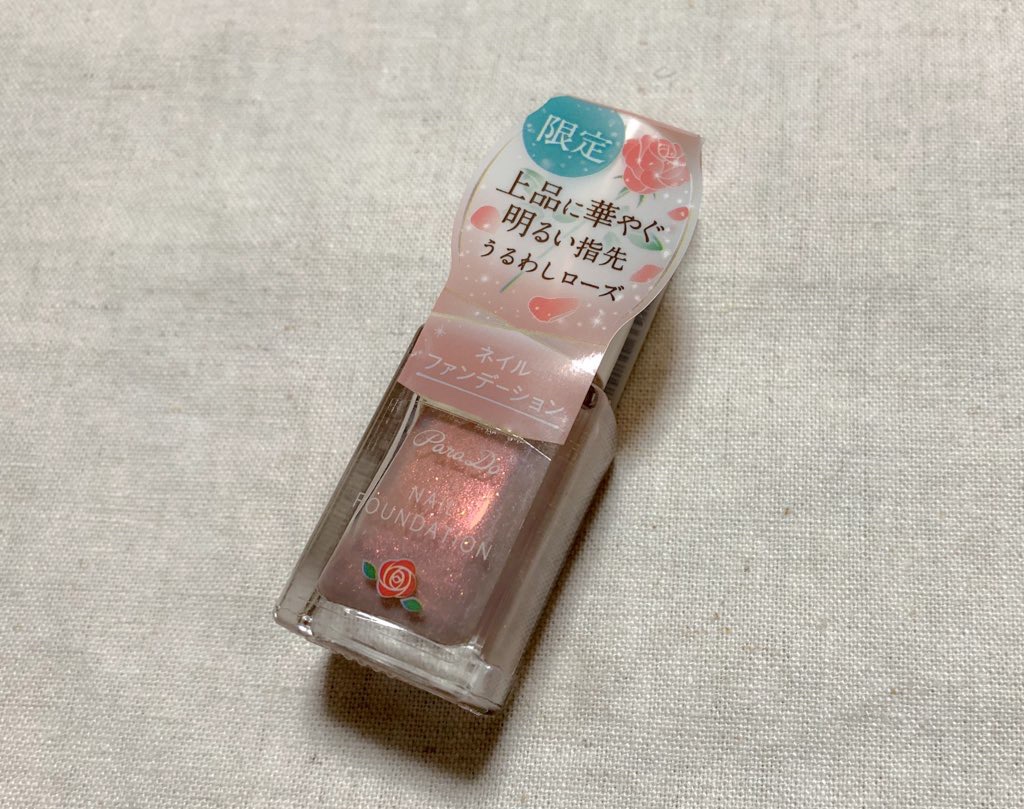 限定
上品に華やぐ
明るい指先
うるわしローズ
ネイル
ファンデーション
ParaDo
NAIL
FOUNDATION